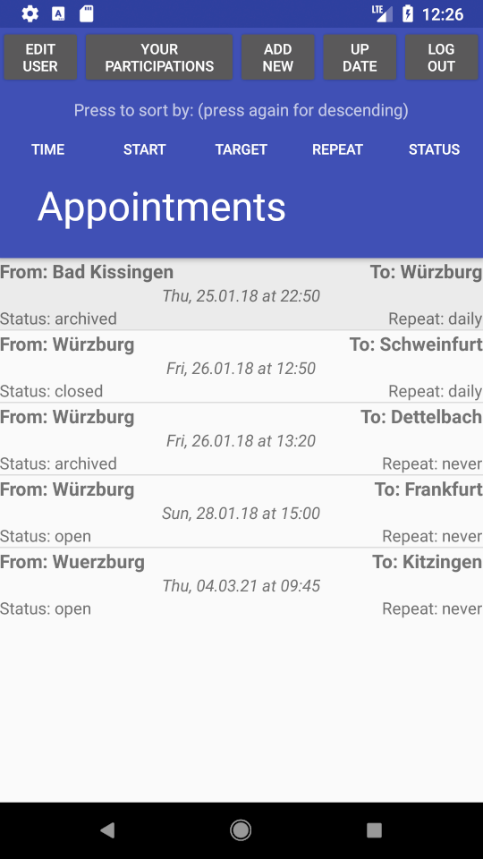 LTE 12:26
EDIT USER
YOUR PARTICIPATIONS
ADD NEW
UP DATE
LOG OUT
Press to sort by: (press again for descending)
TIME START TARGET REPEAT STATUS
Appointments
From: Bad Kissingen To: Würzburg
Thu, 25.01.18 at 22:50
Status: archived Repeat: daily
From: Würzburg To: Schweinfurt
Fri, 26.01.18 at 12:50
Status: closed Repeat: daily
From: Würzburg To: Dettelbach
Fri, 26.01.18 at 13:20
Status: archived Repeat: never
From: Würzburg To: Frankfurt
Sun, 28.01.18 at 15:00
Status: open Repeat: never
From: Wuerzburg To: Kitzingen
Thu, 04.03.21 at 09:45
Status: open Repeat: never